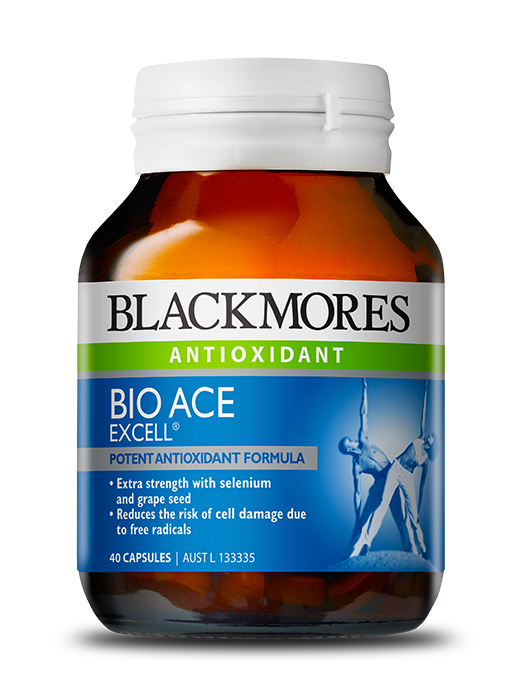 BLACKMORES
ANTIOXIDANT
BIO ACE
EXCELL®
POTENT ANTIOXIDANT FORMULA
• Extra strength with selenium
and grape seed
• Reduces the risk of cell damage due
to free radicals
40 CAPSULES | AUST L 133335